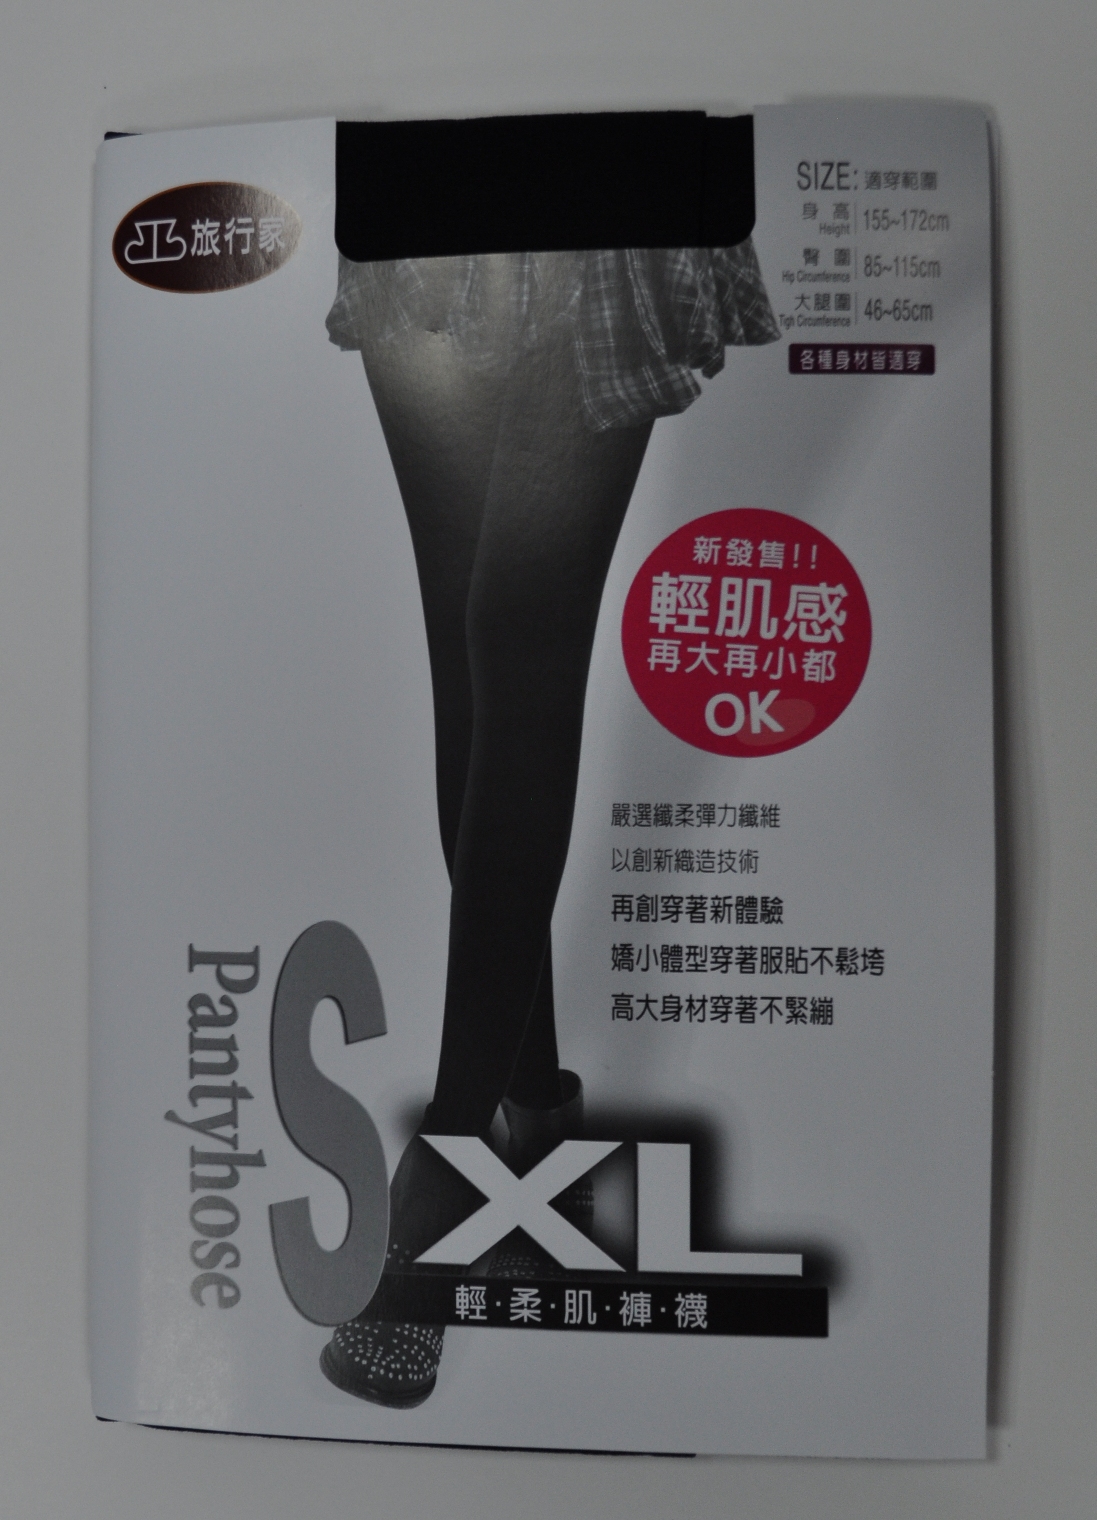 旅行家
SIZE:適穿範圍
身高 Height 155~172cm
臀圍 Hip Circumference 85~115cm
大腿圍 Tigh Circumference 46~65cm
各種身材皆適穿
新發售!!
輕肌感
再大再小都
OK
嚴選纖柔彈力纖維
以創新織造技術
再創穿著新體驗
嬌小體型穿著服貼不鬆垮
高大身材穿著不緊繃
Pantyhose
SXL
輕·柔·肌·褲·襪